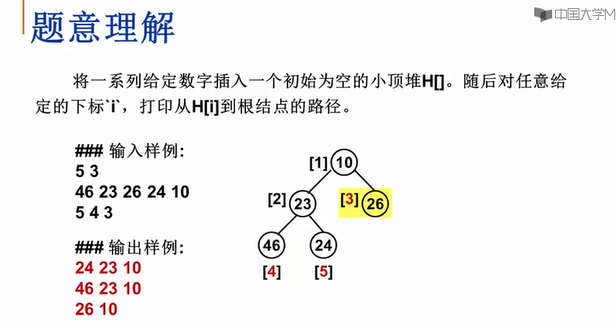 题意理解
中国大学M
将一系列给定数字插入一个初始为空的小顶堆H[]。随后对任意给
定的下标`i`，打印从H[i]到根结点的路径。
### 输入样例:
5 3
46 23 26 24 10
5 4 3
### 输出样例:
24 23 10
46 23 10
26 10
[1] 10
[2] 23 [3] 26
46 24
[4] [5]